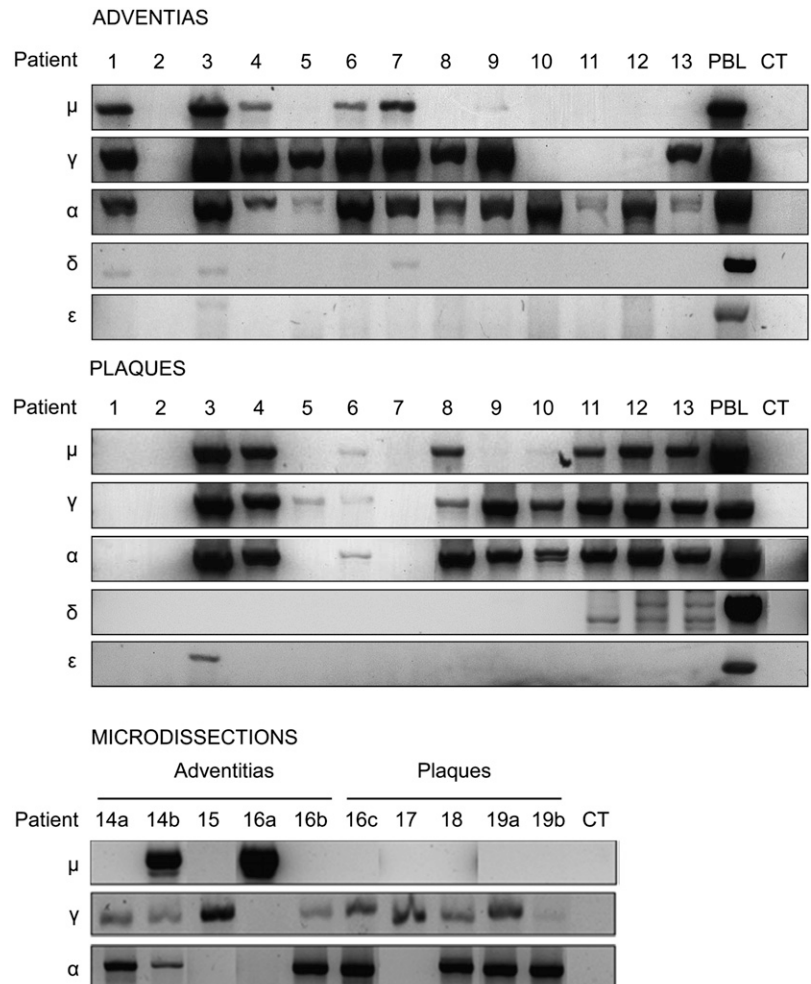 ADVENTIAS
Patient 1 2 3 4 5 6 7 8 9 10 11 12 13 PBL CT
μ
γ
α
δ
ε
PLAQUES
Patient 1 2 3 4 5 6 7 8 9 10 11 12 13 PBL CT
μ
γ
α
δ
ε
MICRODISSECTIONS
Adventitias Plaques
Patient 14a 14b 15 16a 16b 16c 17 18 19a 19b CT
μ
γ
α